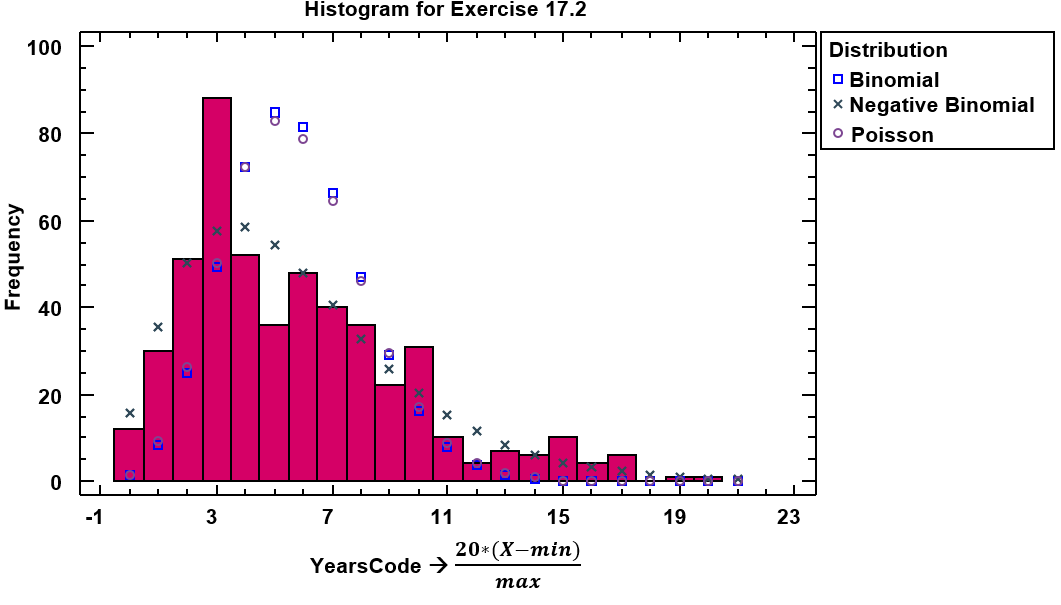 Histogram for Exercise 17.2
Distribution
Binomial
Negative Binomial
Poisson
Frequency
100
80
60
40
20
0
-1 3 7 11 15 19 23
YearsCode → 20*(X−min)
max